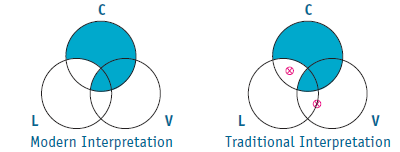 C C
L V L V
Modern Interpretation Traditional Interpretation